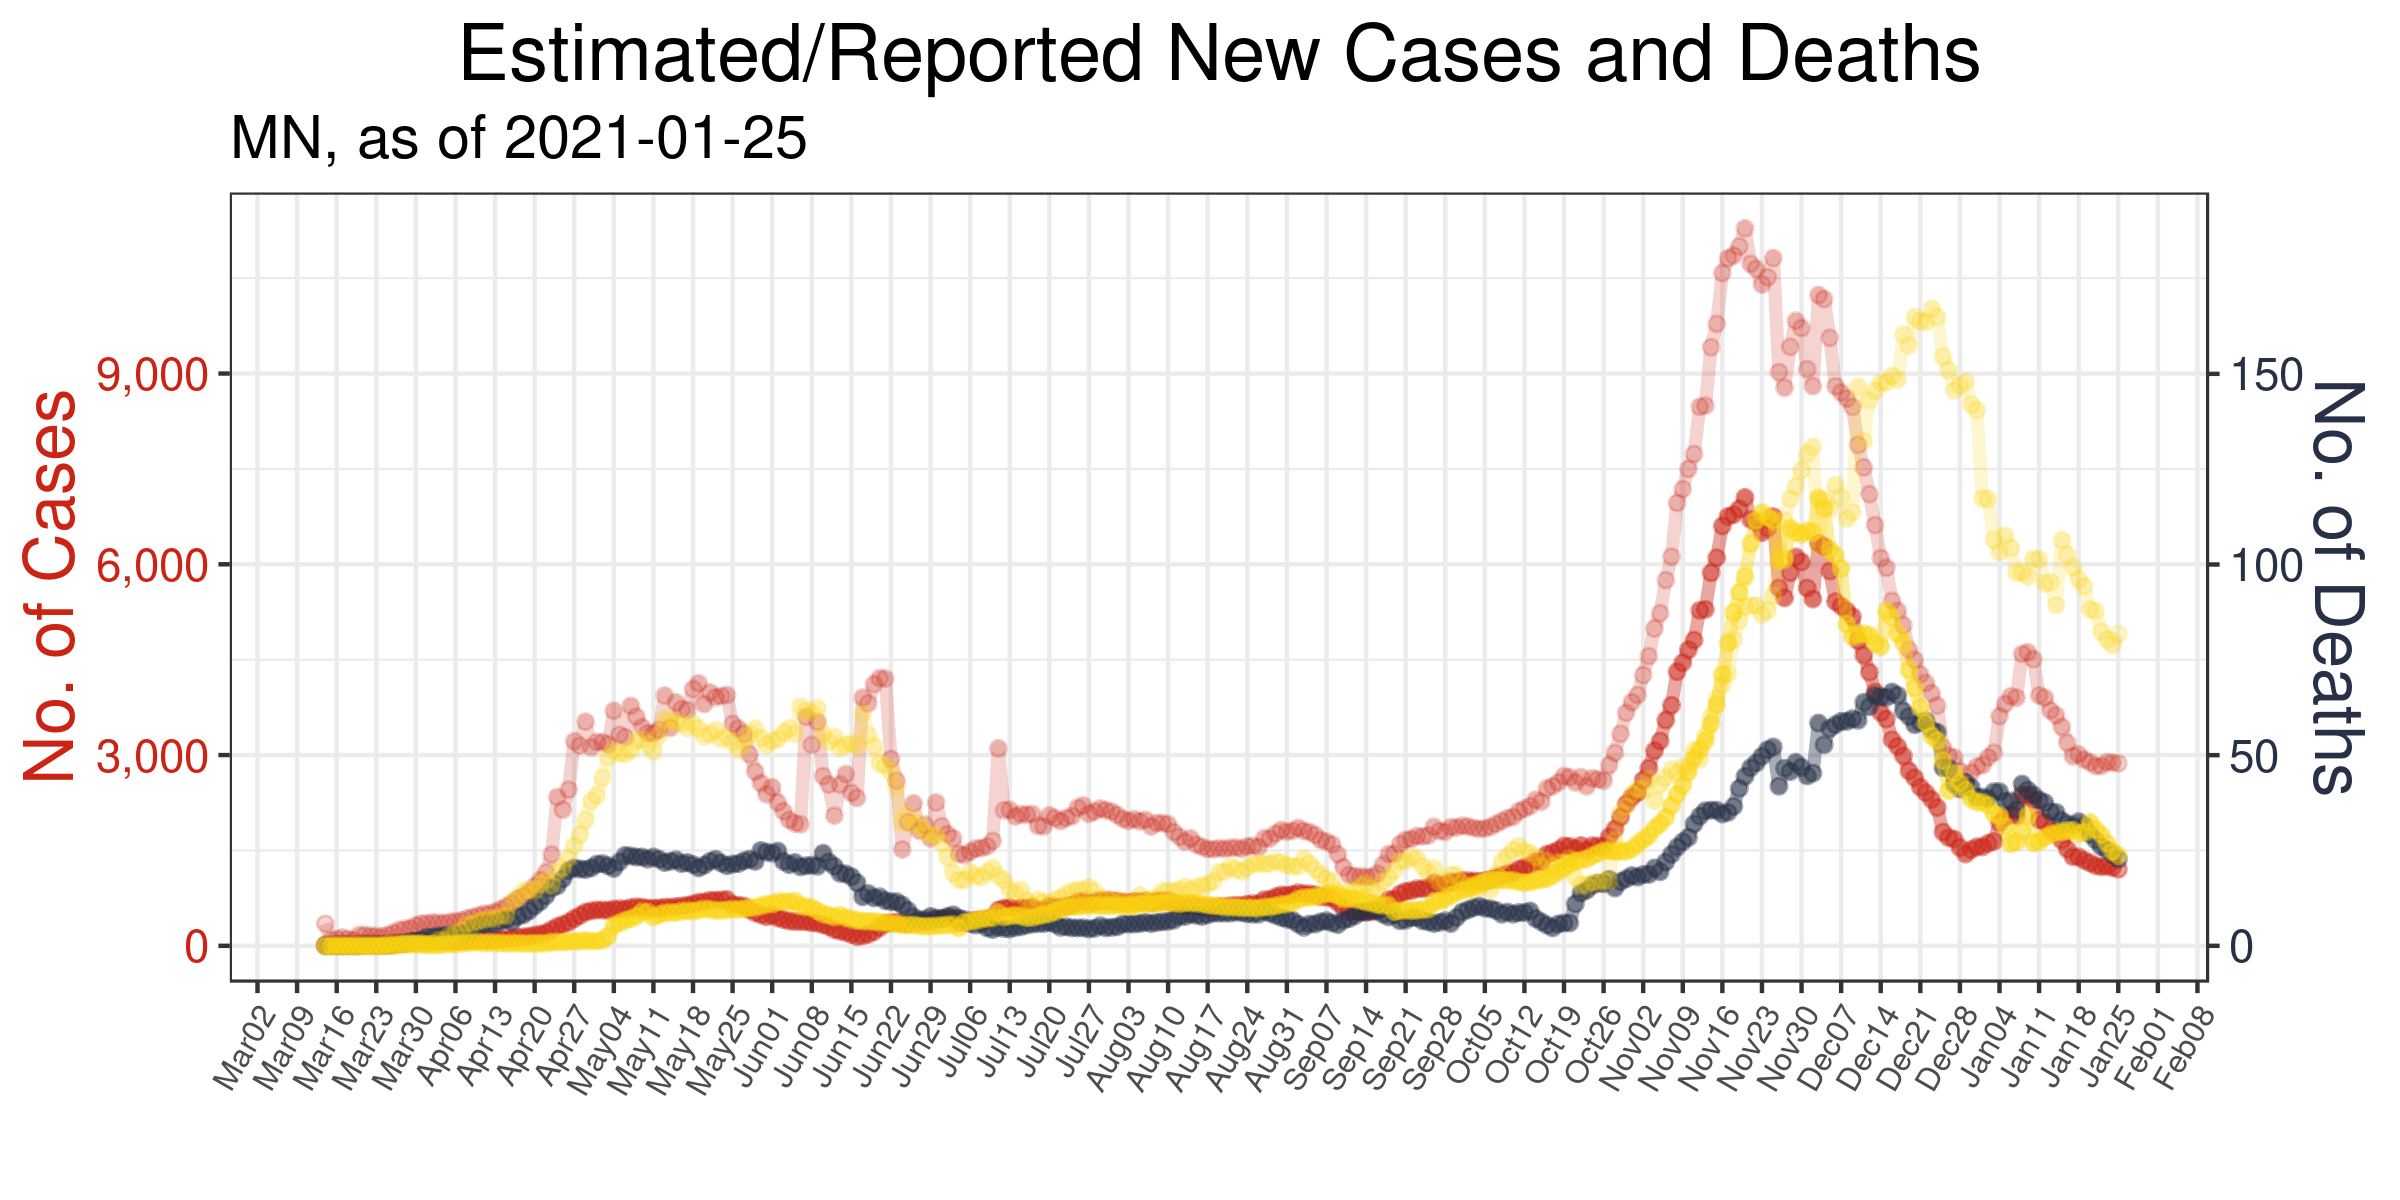 Estimated/Reported New Cases and Deaths
MN, as of 2021-01-25
No. of Cases
9,000
6,000
3,000
0
150
100
50
0
No. of Deaths
Mar02
Mar09
Mar16
Mar23
Mar30
Apr06
Apr13
Apr20
Apr27
May04
May11
May18
May25
Jun01
Jun08
Jun15
Jun22
Jun29
Jul06
Jul13
Jul20
Jul27
Aug03
Aug10
Aug17
Aug24
Aug31
Sep07
Sep14
Sep21
Sep28
Oct05
Oct12
Oct19
Oct26
Nov02
Nov09
Nov16
Nov23
Nov30
Dec07
Dec14
Dec21
Dec28
Jan04
Jan11
Jan18
Jan25
Feb01
Feb08